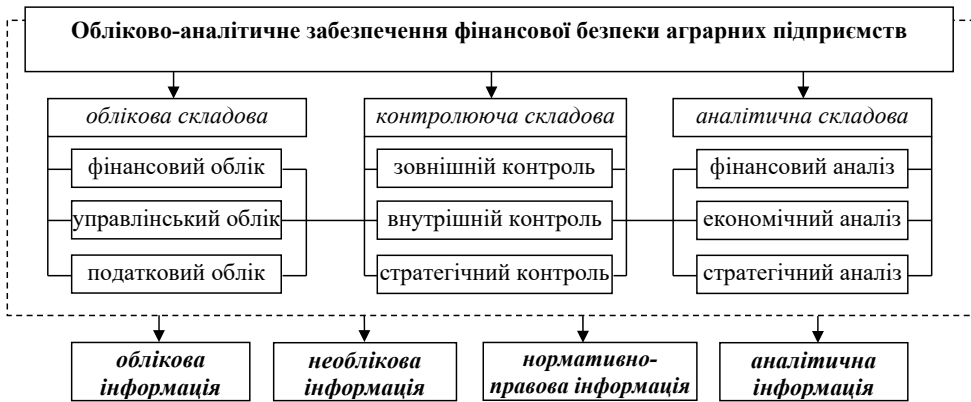 Обліково-аналітичне забезпечення фінансової безпеки аграрних підприємств
облікова складова
контролююча складова
аналітична складова
фінансовий облік
зовнішній контроль
фінансовий аналіз
управлінський облік
внутрішній контроль
економічний аналіз
податковий облік
стратегічний контроль
стратегічний аналіз
облікова
інформація
необлікова
інформація
нормативно-
правова інформація
аналітична
інформація